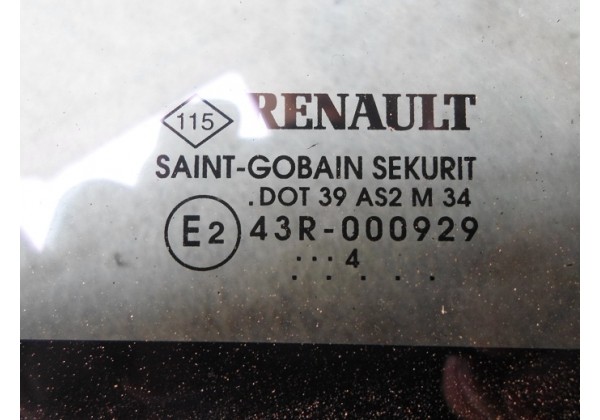 115 RENAULT
SAINT-GOBAIN SEKURIT
.DOT 39 AS2 M 34
E2 43R-000929
...4
.. . . .